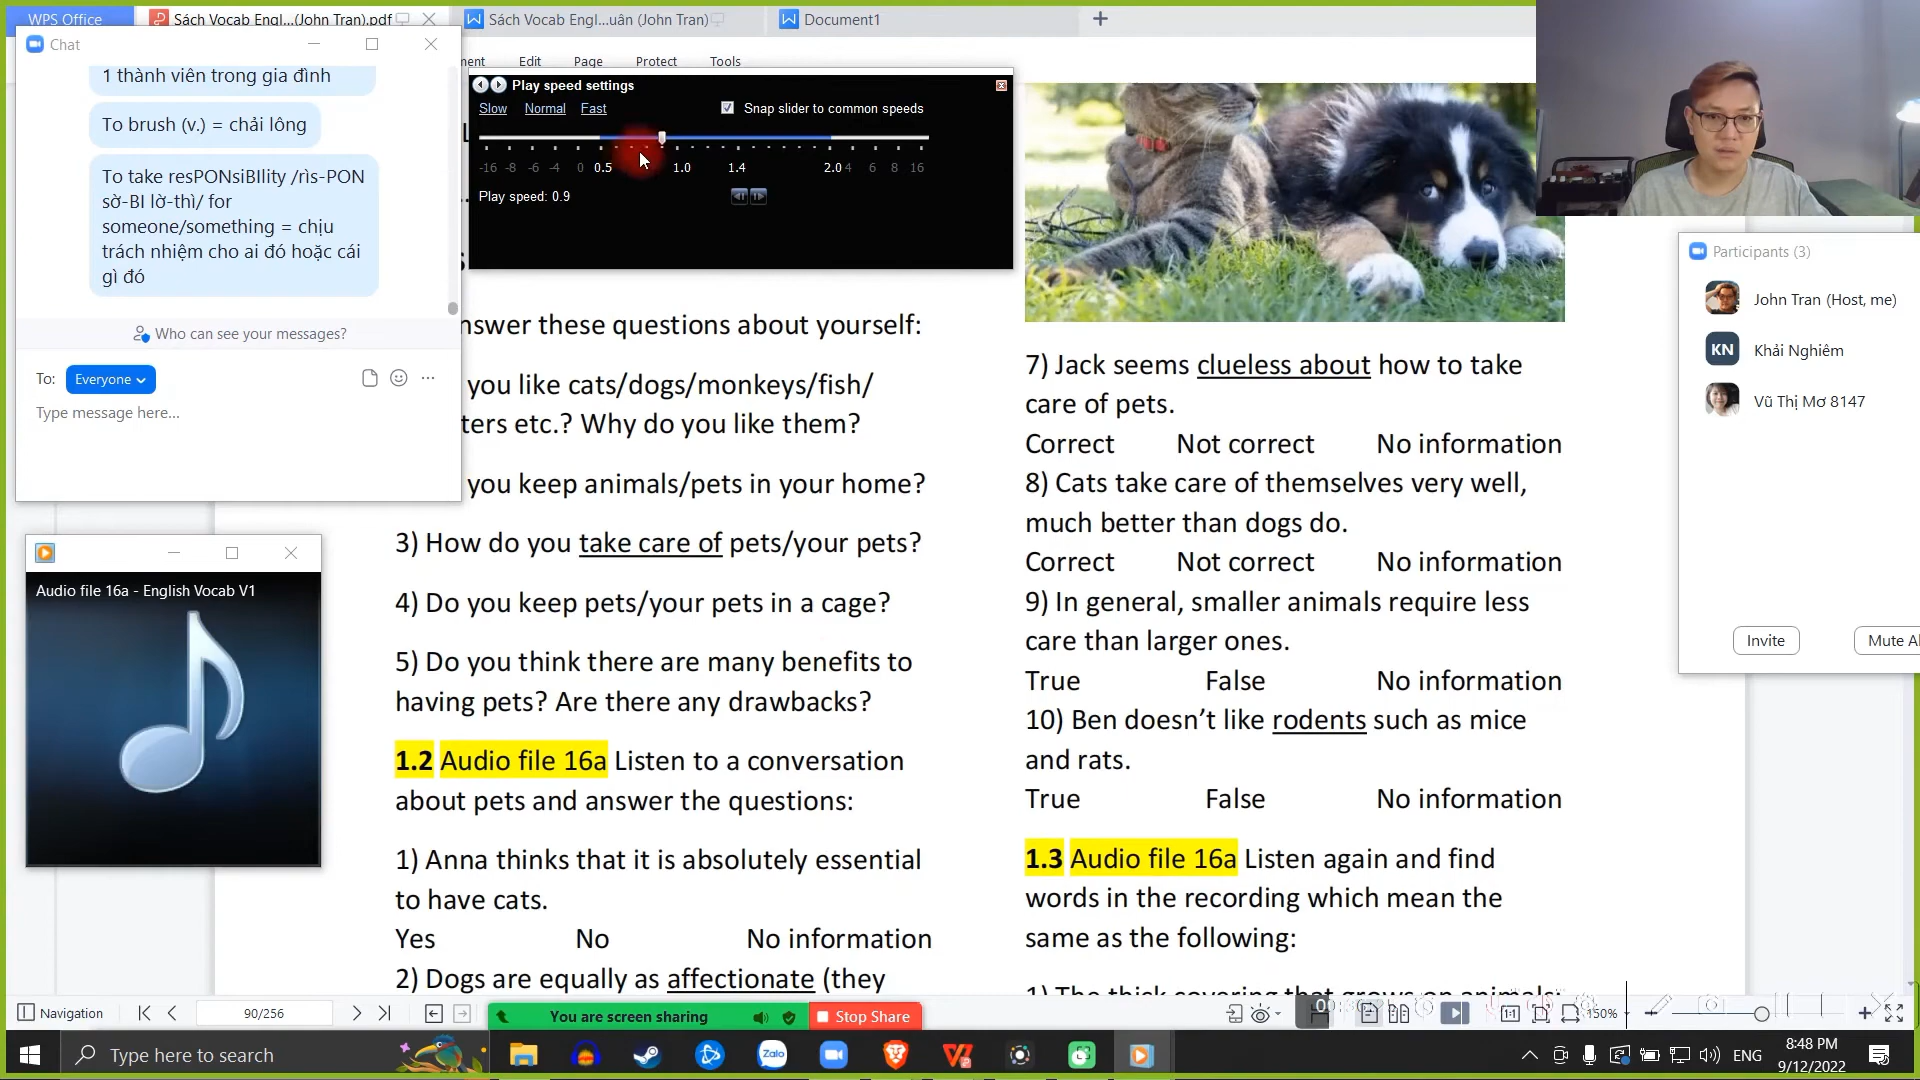 WPS Office
Sách Vocab Engl...(John Tran).pdf
Sách Vocab Engl...uân (John Tran)
Document1
Chat
1 thành viên trong gia đình
To brush (v.) = chải lông
To take resPONsiBIlity /rìs-PON
sờ-BI lờ-thì/ for
someone/something = chịu
trách nhiệm cho ai đó hoặc cái
gì đó
Who can see your messages?
To: Everyone
Type message here...
Edit Page Protect Tools
Play speed settings
Slow Normal Fast
Snap slider to common speeds
-16 -8 -6 -4 0 0.5 1.0 1.4 2.0 4 6 8 16
Play speed: 0.9
Audio file 16a - English Vocab V1
nswer these questions about yourself:
you like cats/dogs/monkeys/fish/
ters etc.? Why do you like them?
you keep animals/pets in your home?
3) How do you take care of pets/your pets?
4) Do you keep pets/your pets in a cage?
5) Do you think there are many benefits to
having pets? Are there any drawbacks?
1.2 Audio file 16a Listen to a conversation
about pets and answer the questions:
1) Anna thinks that it is absolutely essential
to have cats.
Yes No No information
2) Dogs are equally as affectionate (they
7) Jack seems clueless about how to take
care of pets.
Correct Not correct No information
8) Cats take care of themselves very well,
much better than dogs do.
Correct Not correct No information
9) In general, smaller animals require less
care than larger ones.
True False No information
10) Ben doesn’t like rodents such as mice
and rats.
True False No information
1.3 Audio file 16a Listen again and find
words in the recording which mean the
same as the following:
1) The thick covering that grows on animals:
Participants (3)
John Tran (Host, me)
KN Khải Nghiêm
Vũ Thị Mơ 8147
Invite
Mute Al
Navigation
90/256
You are screen sharing
Stop Share
150%
Type here to search
Zalo
ENG
8:48 PM
9/12/2022